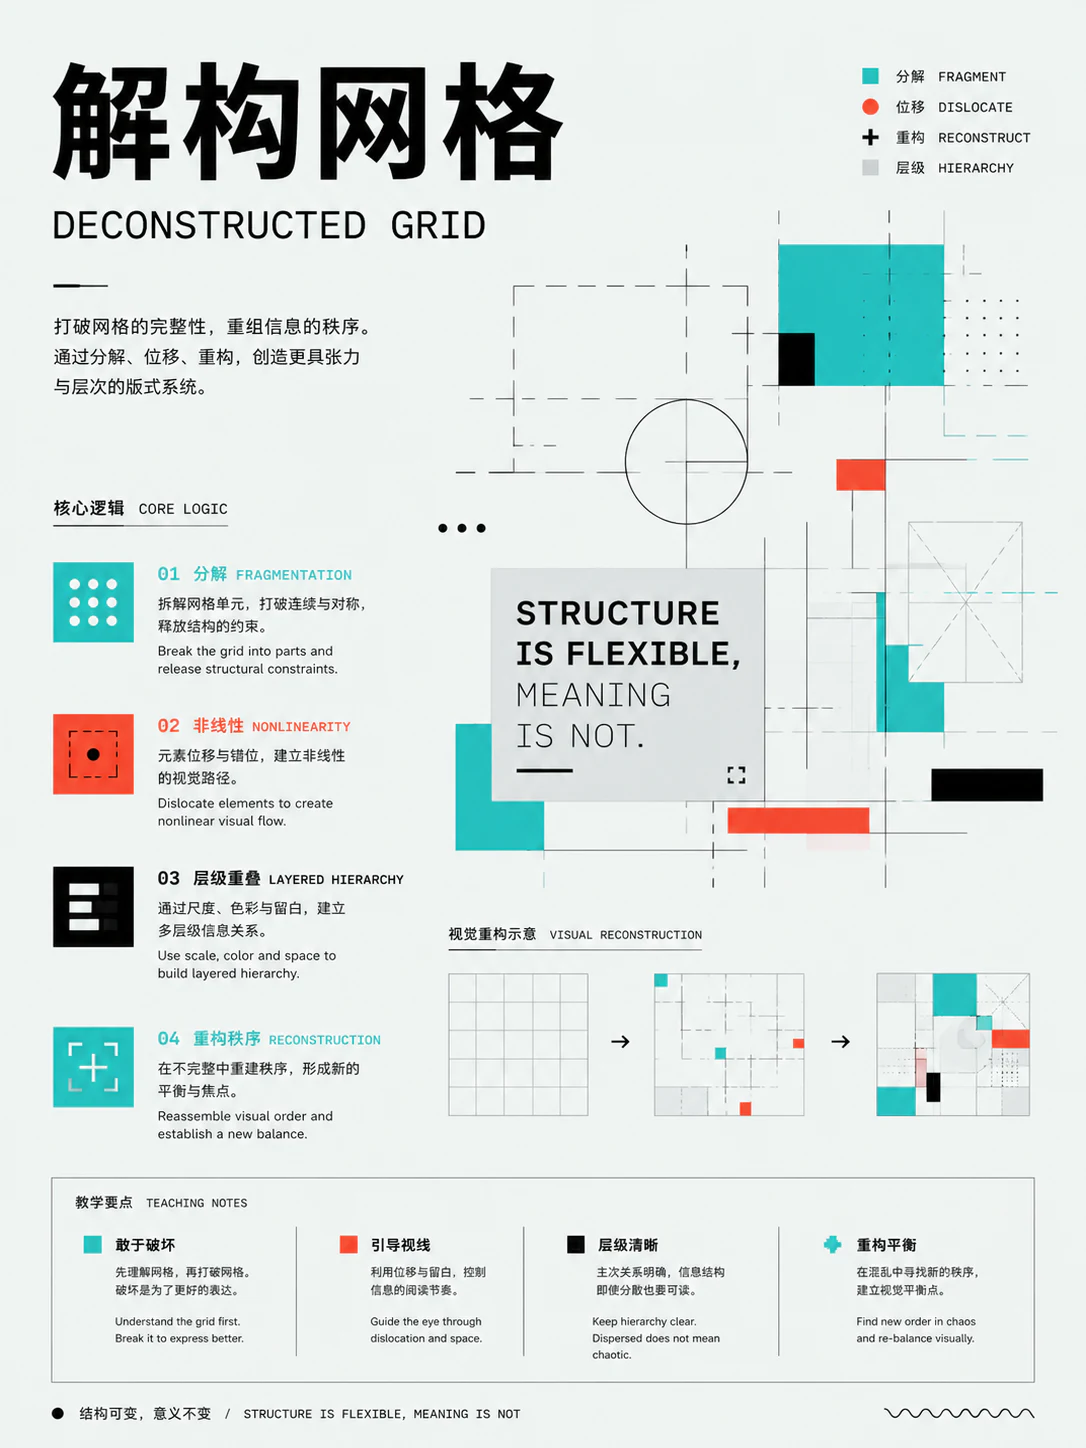 解构网格
DECONSTRUCTED GRID
分解 FRAGMENT
位移 DISLOCATE
重构 RECONSTRUCT
层级 HIERARCHY
打破网格的完整性，重组信息的秩序。
通过分解、位移、重构，创造更具张力
与层次的版式系统。
核心逻辑 CORE LOGIC
01 分解 FRAGMENTATION
拆解网格单元，打破连续与对称，
释放结构的约束。
Break the grid into parts and
release structural constraints.
02 非线性 NONLINEARITY
元素位移与错位，建立非线性
的视觉路径。
Dislocate elements to create
nonlinear visual flow.
03 层级重叠 LAYERED HIERARCHY
通过尺度、色彩与留白，建立
多层级信息关系。
Use scale, color and space to
build layered hierarchy.
04 重构秩序 RECONSTRUCTION
在不完整中重建秩序，形成新的
平衡与焦点。
Reassemble visual order and
establish a new balance.
STRUCTURE
IS FLEXIBLE,
MEANING
IS NOT.
视觉重构示意 VISUAL RECONSTRUCTION
教学要点 TEACHING NOTES
敢于破坏
先理解网格，再打破网格。
破坏是为了更好的表达。
Understand the grid first.
Break it to express better.
引导视线
利用位移与留白，控制
信息的阅读节奏。
Guide the eye through
dislocation and space.
层级清晰
主次关系明确，信息结构
即使分散也要可读。
Keep hierarchy clear.
Dispersed does not mean
chaotic.
重构平衡
在混乱中寻找新的秩序，
建立视觉平衡点。
Find new order in chaos
and re-balance visually.
结构可变，意义不变 / STRUCTURE IS FLEXIBLE, MEANING IS NOT